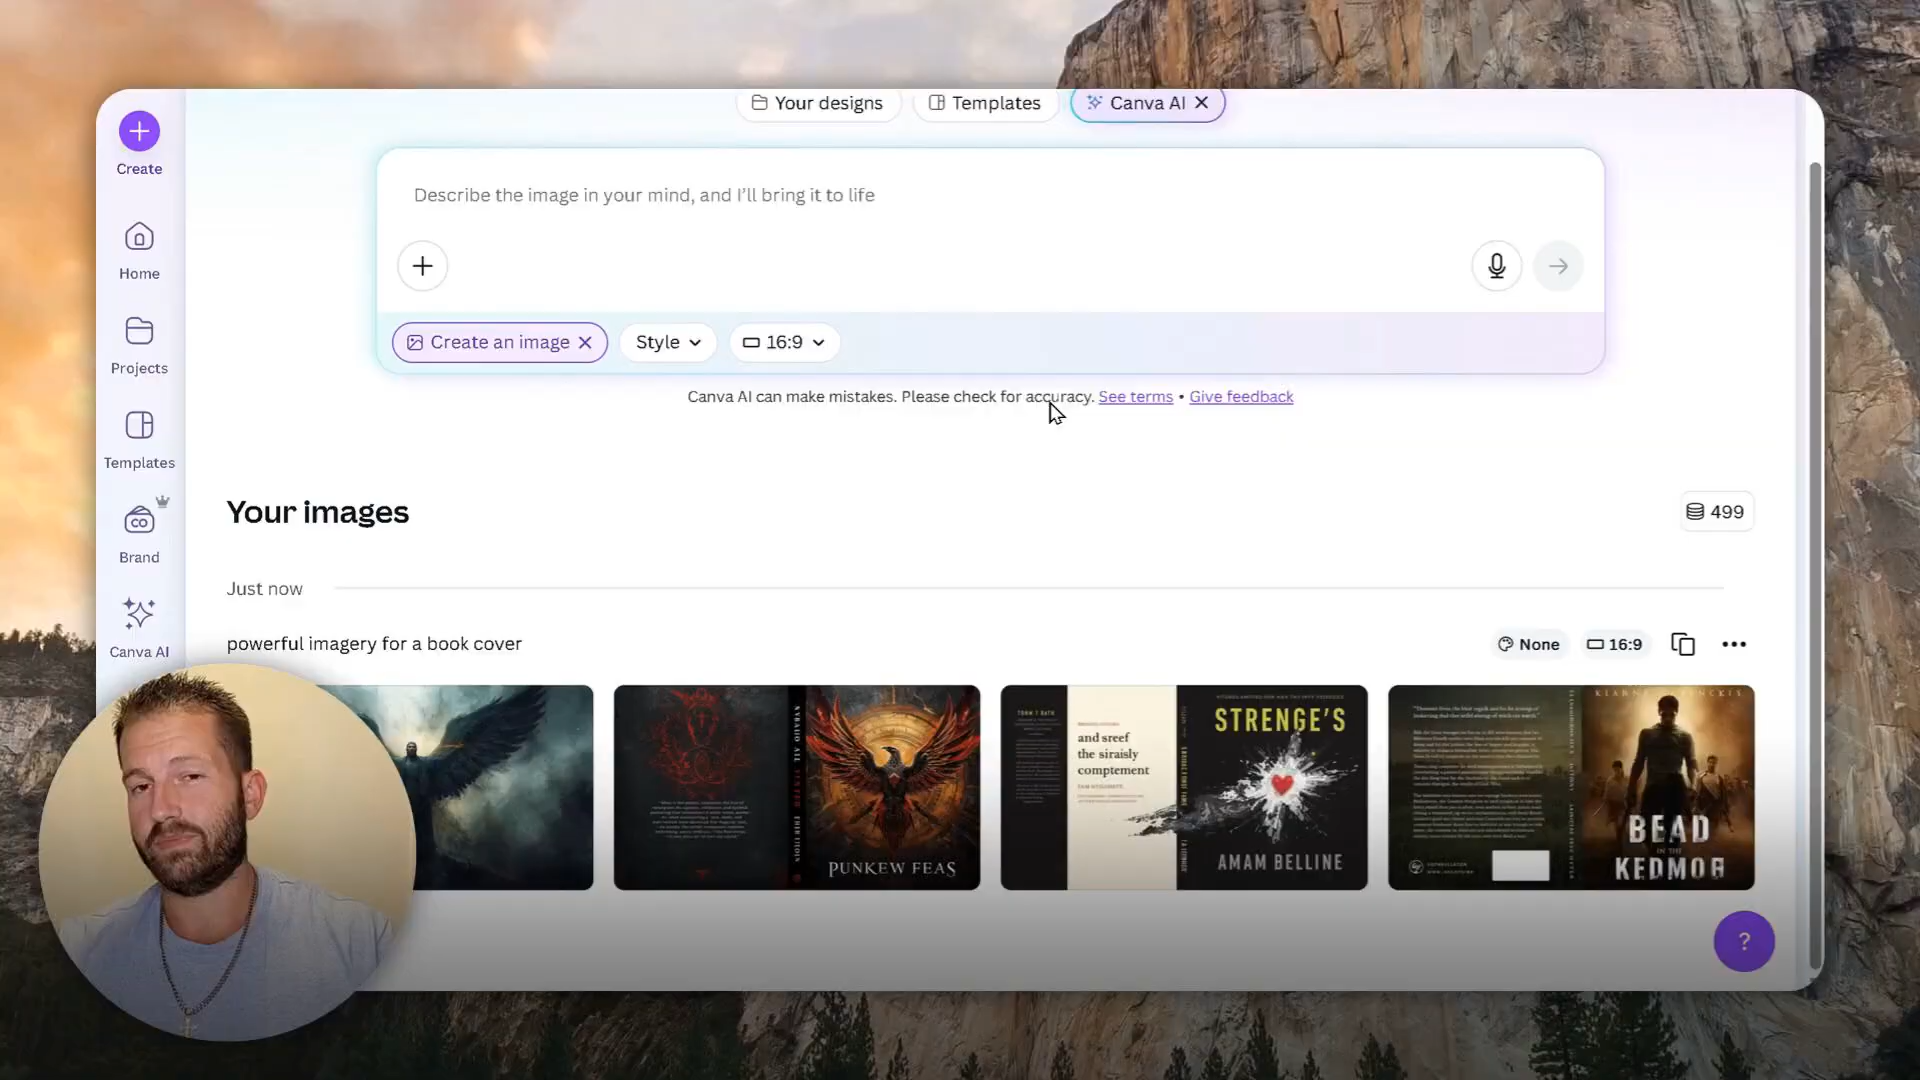 Your designs
Templates
Canva AI
Create
Describe the image in your mind, and I'll bring it to life
Home
Create an image
Style
16:9
Projects
Canva AI can make mistakes. Please check for accuracy. See terms • Give feedback
Templates
Your images
499
Brand
Just now
powerful imagery for a book cover
None
16:9
Canva AI
PUNKEW FEAS
and sreef
the siraisly
comptement
STRENGE'S
AMAM BELLINE
BEAD
IN THE
KEDMOG
?